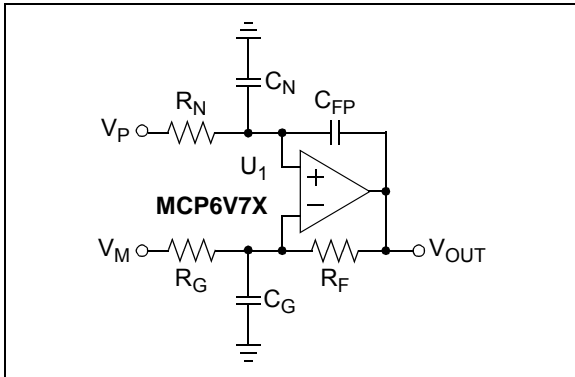 C_N
R_N
C_FP
V_P
U_1
+
MCP6V7X
−
V_M
V_OUT
R_G
R_F
C_G